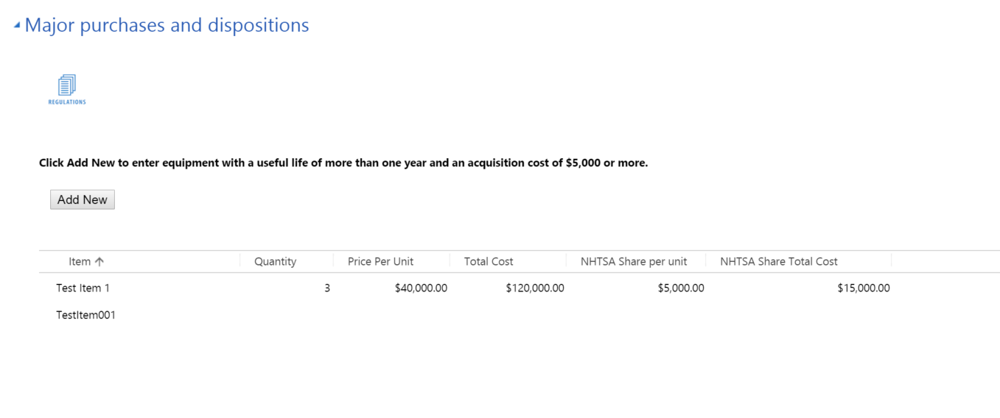 Major purchases and dispositions
REGULATIONS
Click Add New to enter equipment with a useful life of more than one year and an acquisition cost of $5,000 or more.
Add New
Item Quantity Price Per Unit Total Cost NHTSA Share per unit NHTSA Share Total Cost
Test Item 1 3 $40,000.00 $120,000.00 $5,000.00 $15,000.00
TestItem001